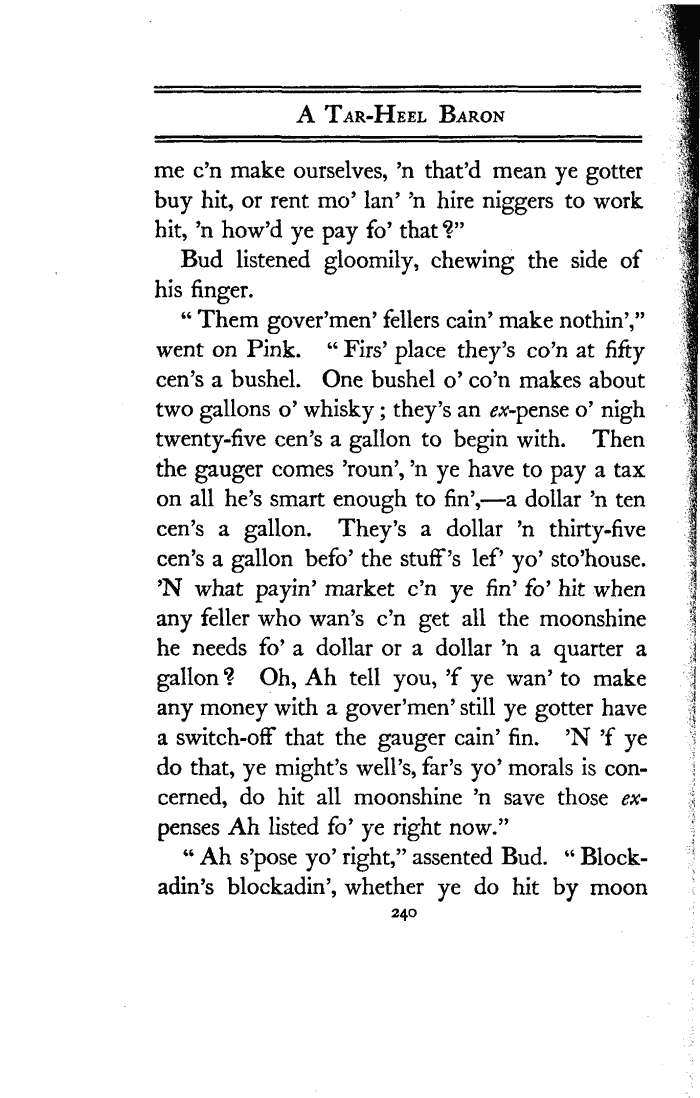 A Tar-Heel Baron
me c'n make ourselves, 'n that'd mean ye gotter
buy hit, or rent mo' lan' 'n hire niggers to work
hit, 'n how'd ye pay fo' that?"
Bud listened gloomily, chewing the side of
his finger.
"Them gover'men' fellers cain' make nothin',"
went on Pink. "Firs' place they's co'n at fifty
cen's a bushel. One bushel o' co'n makes about
two gallons o' whisky; they's an ex-pense o' nigh
twenty-five cen's a gallon to begin with. Then
the gauger comes 'roun', 'n ye have to pay a tax
on all he's smart enough to fin',—a dollar 'n ten
cen's a gallon. They's a dollar 'n thirty-five
cen's a gallon befo' the stuff's lef' yo' sto'house.
'N what payin' market c'n ye fin' fo' hit when
any feller who wan's c'n get all the moonshine
he needs fo' a dollar or a dollar 'n a quarter a
gallon? Oh, Ah tell you, 'f ye wan' to make
any money with a gover'men' still ye gotter have
a switch-off that the gauger cain' fin. 'N 'f ye
do that, ye might's well's, far's yo' morals is con-
cerned, do hit all moonshine 'n save those ex-
penses Ah listed fo' ye right now."
"Ah s'pose yo' right," assented Bud. "Block-
adin's blockadin', whether ye do hit by moon
240